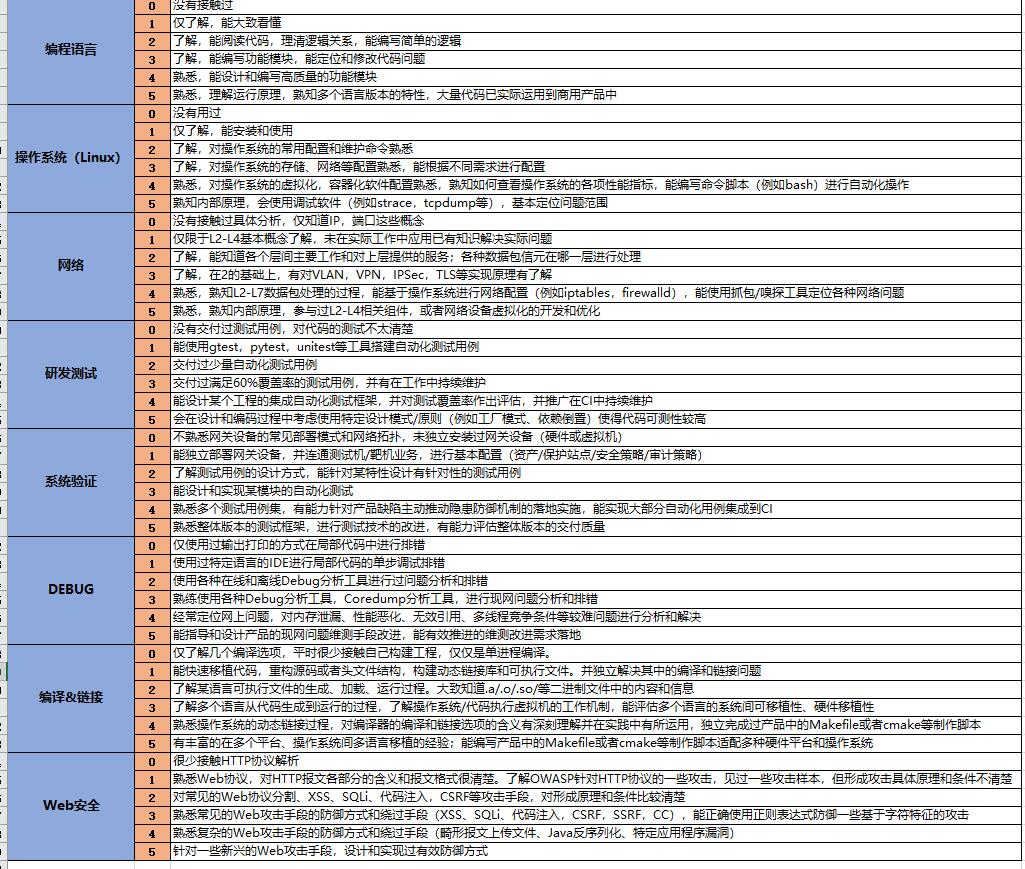 编程语言
0 没有接触过
1 仅了解，能大致看懂
2 了解，能阅读代码，理清逻辑关系，能编写简单的逻辑
3 了解，能编写功能模块，能定位和修改代码问题
4 熟悉，能设计和编写高质量的功能模块
5 熟悉，理解运行原理，熟知多个语言版本的特性，大量代码已实际运用到商用产品中
操作系统（Linux）
0 没有用过
1 仅了解，能安装和使用
2 了解，对操作系统的常用配置和维护命令熟悉
3 了解，对操作系统的存储、网络等配置熟悉，能根据不同需求进行配置
4 熟悉，对操作系统的虚拟化，容器化软件配置熟悉，熟知如何查看操作系统的各项性能指标，能编写命令脚本（例如bash）进行自动化操作
5 熟知内部原理，会使用调试软件（例如strace，tcpdump等），基本定位问题范围
网络
0 没有接触过具体分析，仅知道IP，端口这些概念
1 仅限于L2-L4基本概念了解，未在实际工作中应用已有知识解决实际问题
2 了解，能知道各个层间主要工作和对上层提供的服务；各种数据包信元在哪一层进行处理
3 了解，在2的基础上，有对VLAN，VPN，IPSec，TLS等实现原理有了解
4 熟悉，熟知L2-L7数据包处理的过程，能基于操作系统进行网络配置（例如iptables，firewalld），能使用抓包/嗅探工具定位各种网络问题
5 熟悉，熟知内部原理，参与过L2-L4相关组件，或者网络设备虚拟化的开发和优化
研发测试
0 没有交付过测试用例，对代码的测试不太清楚
1 能使用gtest，pytest，unitest等工具搭建自动化测试用例
2 交付过少量自动化测试用例
3 交付过满足60%覆盖率的测试用例，并有在工作中持续维护
4 能设计某个工程的集成自动化测试框架，并对测试覆盖率作出评估，并推广在CI中持续维护
5 会在设计和编码过程中考虑使用特定设计模式/原则（例如工厂模式、依赖倒置）使得代码可测性较高
系统验证
0 不熟悉网关设备的常见部署模式和网络拓扑，未独立安装过网关设备（硬件或虚拟机）
1 能独立部署网关设备，并连通测试机/靶机业务，进行基本配置（资产/保护站点/安全策略/审计策略）
2 了解测试用例的设计方式，能针对某特性设计有针对性的测试用例
3 能设计和实现某模块的自动化测试
4 熟悉多个测试用例集，有能力针对产品缺陷主动推动隐患防御机制的落地实施，能实现大部分自动化用例集成到CI
5 熟悉整体版本的测试框架，进行测试技术的改进，有能力评估整体版本的交付质量
DEBUG
0 仅使用过输出打印的方式在局部代码中进行排错
1 使用过特定语言的IDE进行局部代码的单步调试排错
2 使用各种在线和离线Debug分析工具进行过问题分析和排错
3 熟练使用各种Debug分析工具，Coredump分析工具，进行现网问题分析和排错
4 经常定位网上问题，对内存泄漏、性能恶化、无效引用、多线程竞争条件等较难问题进行分析和解决
5 能指导和设计产品的现网问题维测手段改进，能有效推进的维测改进需求落地
编译&链接
0 仅了解几个编译选项，平时很少接触自己构建工程，仅仅是单进程编译。
1 能快速移植代码，重构源码或者头文件结构，构建动态链接库和可执行文件。并独立解决其中的编译和链接问题
2 了解某语言可执行文件的生成、加载、运行过程。大致知道.a/.o/.so/等二进制文件中的内容和信息
3 了解多个语言从代码生成到运行的过程，了解操作系统/代码执行虚拟机的工作机制，能评估多个语言的系统间可移植性、硬件移植性
4 熟悉操作系统的动态链接过程，对编译器的编译和链接选项的含义有深刻理解并在实践中有所运用，独立完成过产品中的Makefile或者cmake等制作脚本
5 有丰富的在多个平台、操作系统间多语言移植的经验；能编写产品中的Makefile或者cmake等制作脚本适配多种硬件平台和操作系统
Web安全
0 很少接触HTTP协议解析
1 熟悉Web协议，对HTTP报文各部分的含义和报文格式很清楚。了解OWASP针对HTTP协议的一些攻击，见过一些攻击样本，但形成攻击具体原理和条件不清楚
2 对常见的Web协议分割、XSS、SQLi、代码注入，CSRF等攻击手段，对形成原理和条件比较清楚
3 熟悉常见的Web攻击手段的防御方式和绕过手段（XSS、SQLi、代码注入，CSRF，SSRF，CC），能正确使用正则表达式防御一些基于字符特征的攻击
4 熟悉复杂的Web攻击手段的防御方式和绕过手段（畸形报文上传文件、Java反序列化、特定应用程序漏洞）
5 针对一些新兴的Web攻击手段，设计和实现过有效防御方式